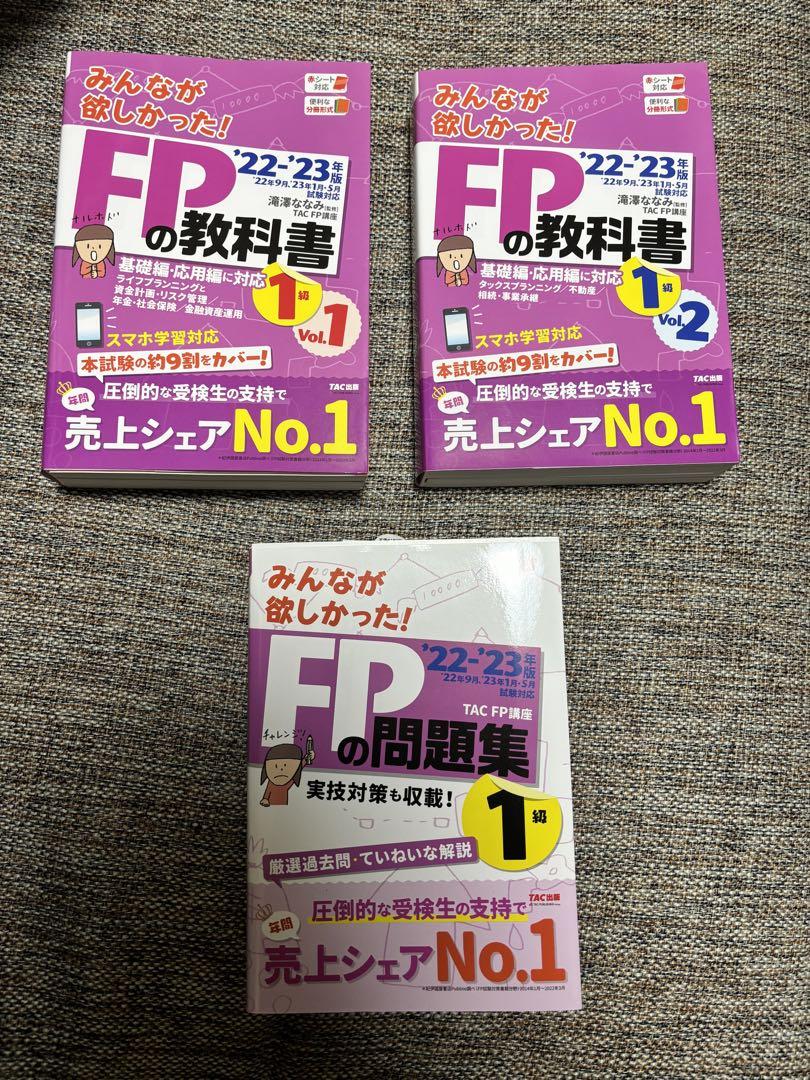 みんなが
欲しかった!
赤シート
対応
便利な
分冊形式
FPの教科書
'22-'23年版
'22年9月、'23年1月・5月
試験対応
滝澤ななみ[監修]
TAC FP講座
ナルホド
基礎編・応用編に対応
ライフプランニングと
資金計画・リスク管理/
年金・社会保険/金融資産運用
1級
Vol.1
スマホ学習対応
本試験の約9割をカバー!
TAC出版
圧倒的な受検生の支持で
年間
売上シェアNo.1
みんなが
欲しかった!
赤シート
対応
便利な
分冊形式
FPの教科書
'22-'23年版
'22年9月、'23年1月・5月
試験対応
滝澤ななみ[監修]
TAC FP講座
ナルホド
基礎編・応用編に対応
タックスプランニング/不動産/
相続・事業承継
1級
Vol.2
スマホ学習対応
本試験の約9割をカバー!
TAC出版
圧倒的な受検生の支持で
年間
売上シェアNo.1
みんなが
欲しかった!
FPの問題集
'22-'23年版
'22年9月、'23年1月・5月
試験対応
TAC FP講座
チャレンジ!
実技対策も収載!
1級
厳選過去問・ていねいな解説
TAC出版
圧倒的な受検生の支持で
年間
売上シェアNo.1